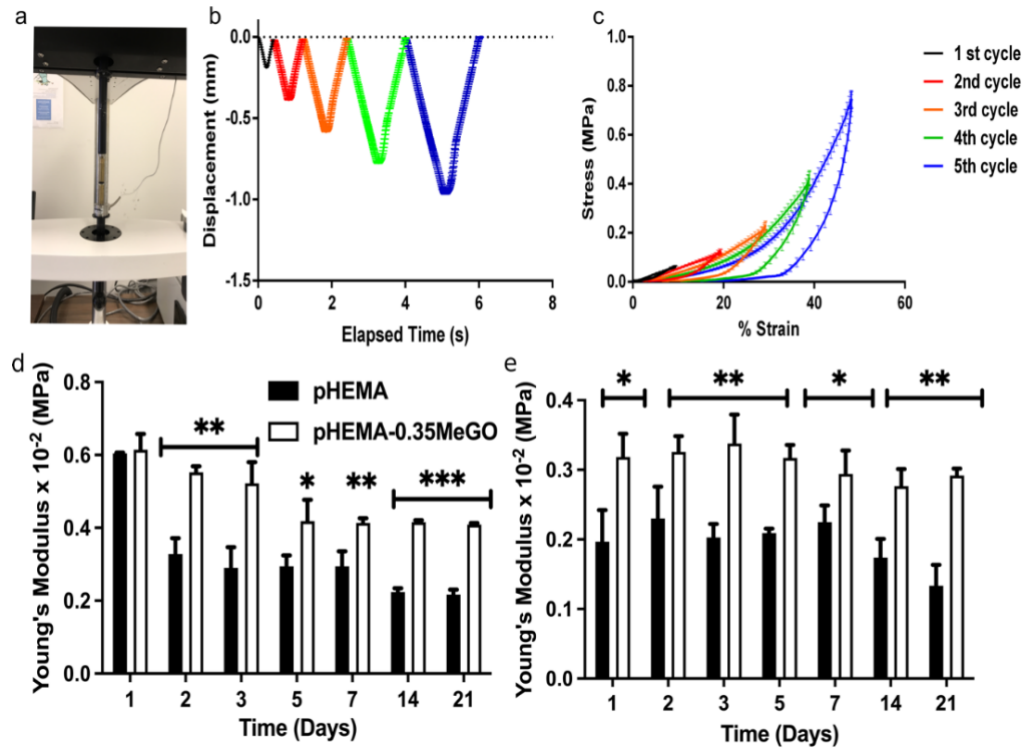 a
b
c
0.0
-0.5
-1.0
-1.5
Displacement (mm)
0
2
4
6
8
Elapsed Time (s)
1.0
0.8
0.6
0.4
0.2
0.0
Stress (MPa)
0
20
40
60
% Strain
1 st cycle
2nd cycle
3rd cycle
4th cycle
5th cycle
d
Young's Modulus x 10-2 (MPa)
0.8
0.6
0.4
0.2
0.0
pHEMA
pHEMA-0.35MeGO
**
*
**
***
1
2
3
5
7
14
21
Time (Days)
e
Young's Modulus x 10-2 (MPa)
0.4
0.3
0.2
0.1
0.0
*
**
*
**
1
2
3
5
7
14
21
Time (Days)